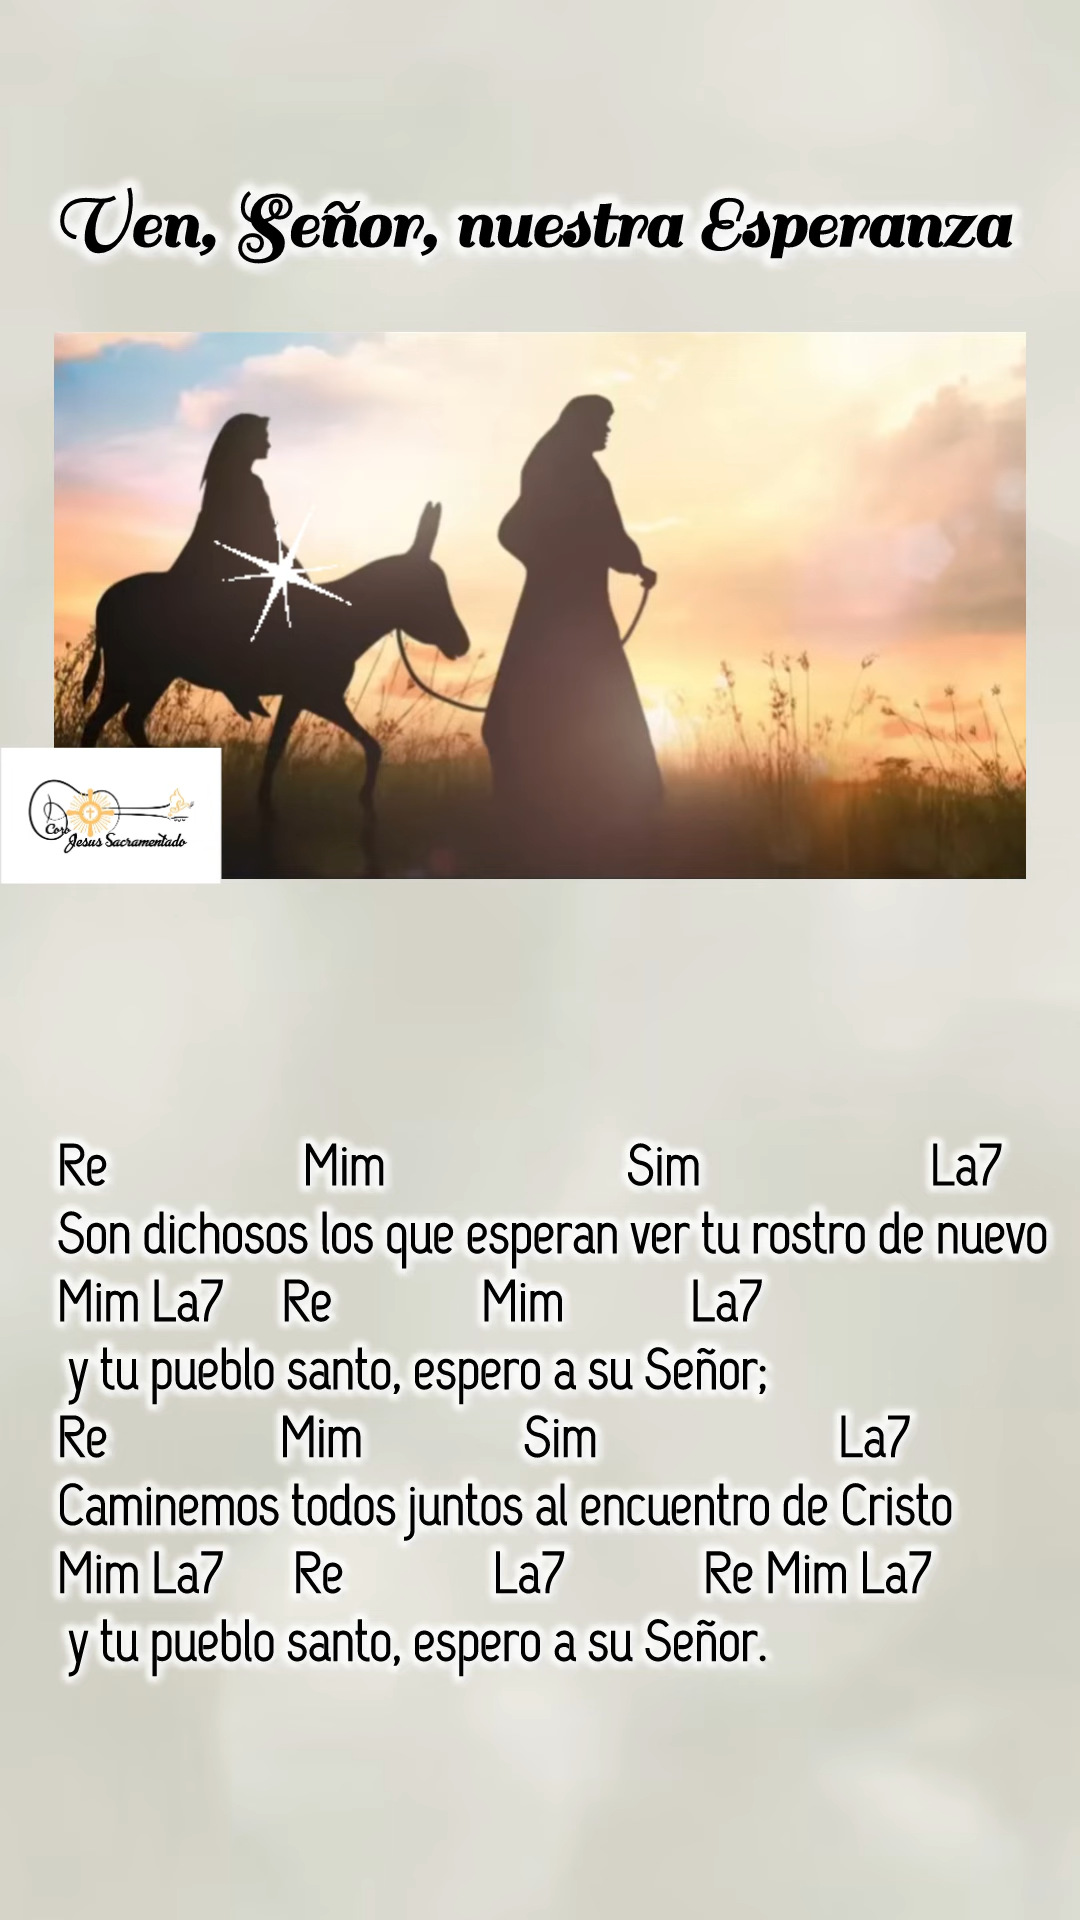 Ven, Señor, nuestra Esperanza
Coro
Jesus Sacramentado
Re Mim Sim La7
Son dichosos los que esperan ver tu rostro de nuevo
Mim La7 Re Mim La7
y tu pueblo santo, espero a su Señor;
Re Mim Sim La7
Caminemos todos juntos al encuentro de Cristo
Mim La7 Re La7 Re Mim La7
y tu pueblo santo, espero a su Señor.